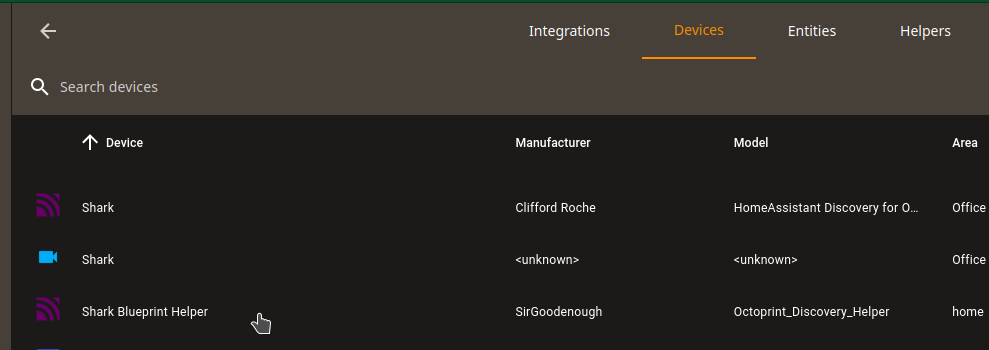 Integrations Devices Entities Helpers
Search devices
Device Manufacturer Model Area
Shark Clifford Roche HomeAssistant Discovery for O… Office
Shark <unknown> <unknown> Office
Shark Blueprint Helper SirGoodenough Octoprint_Discovery_Helper home